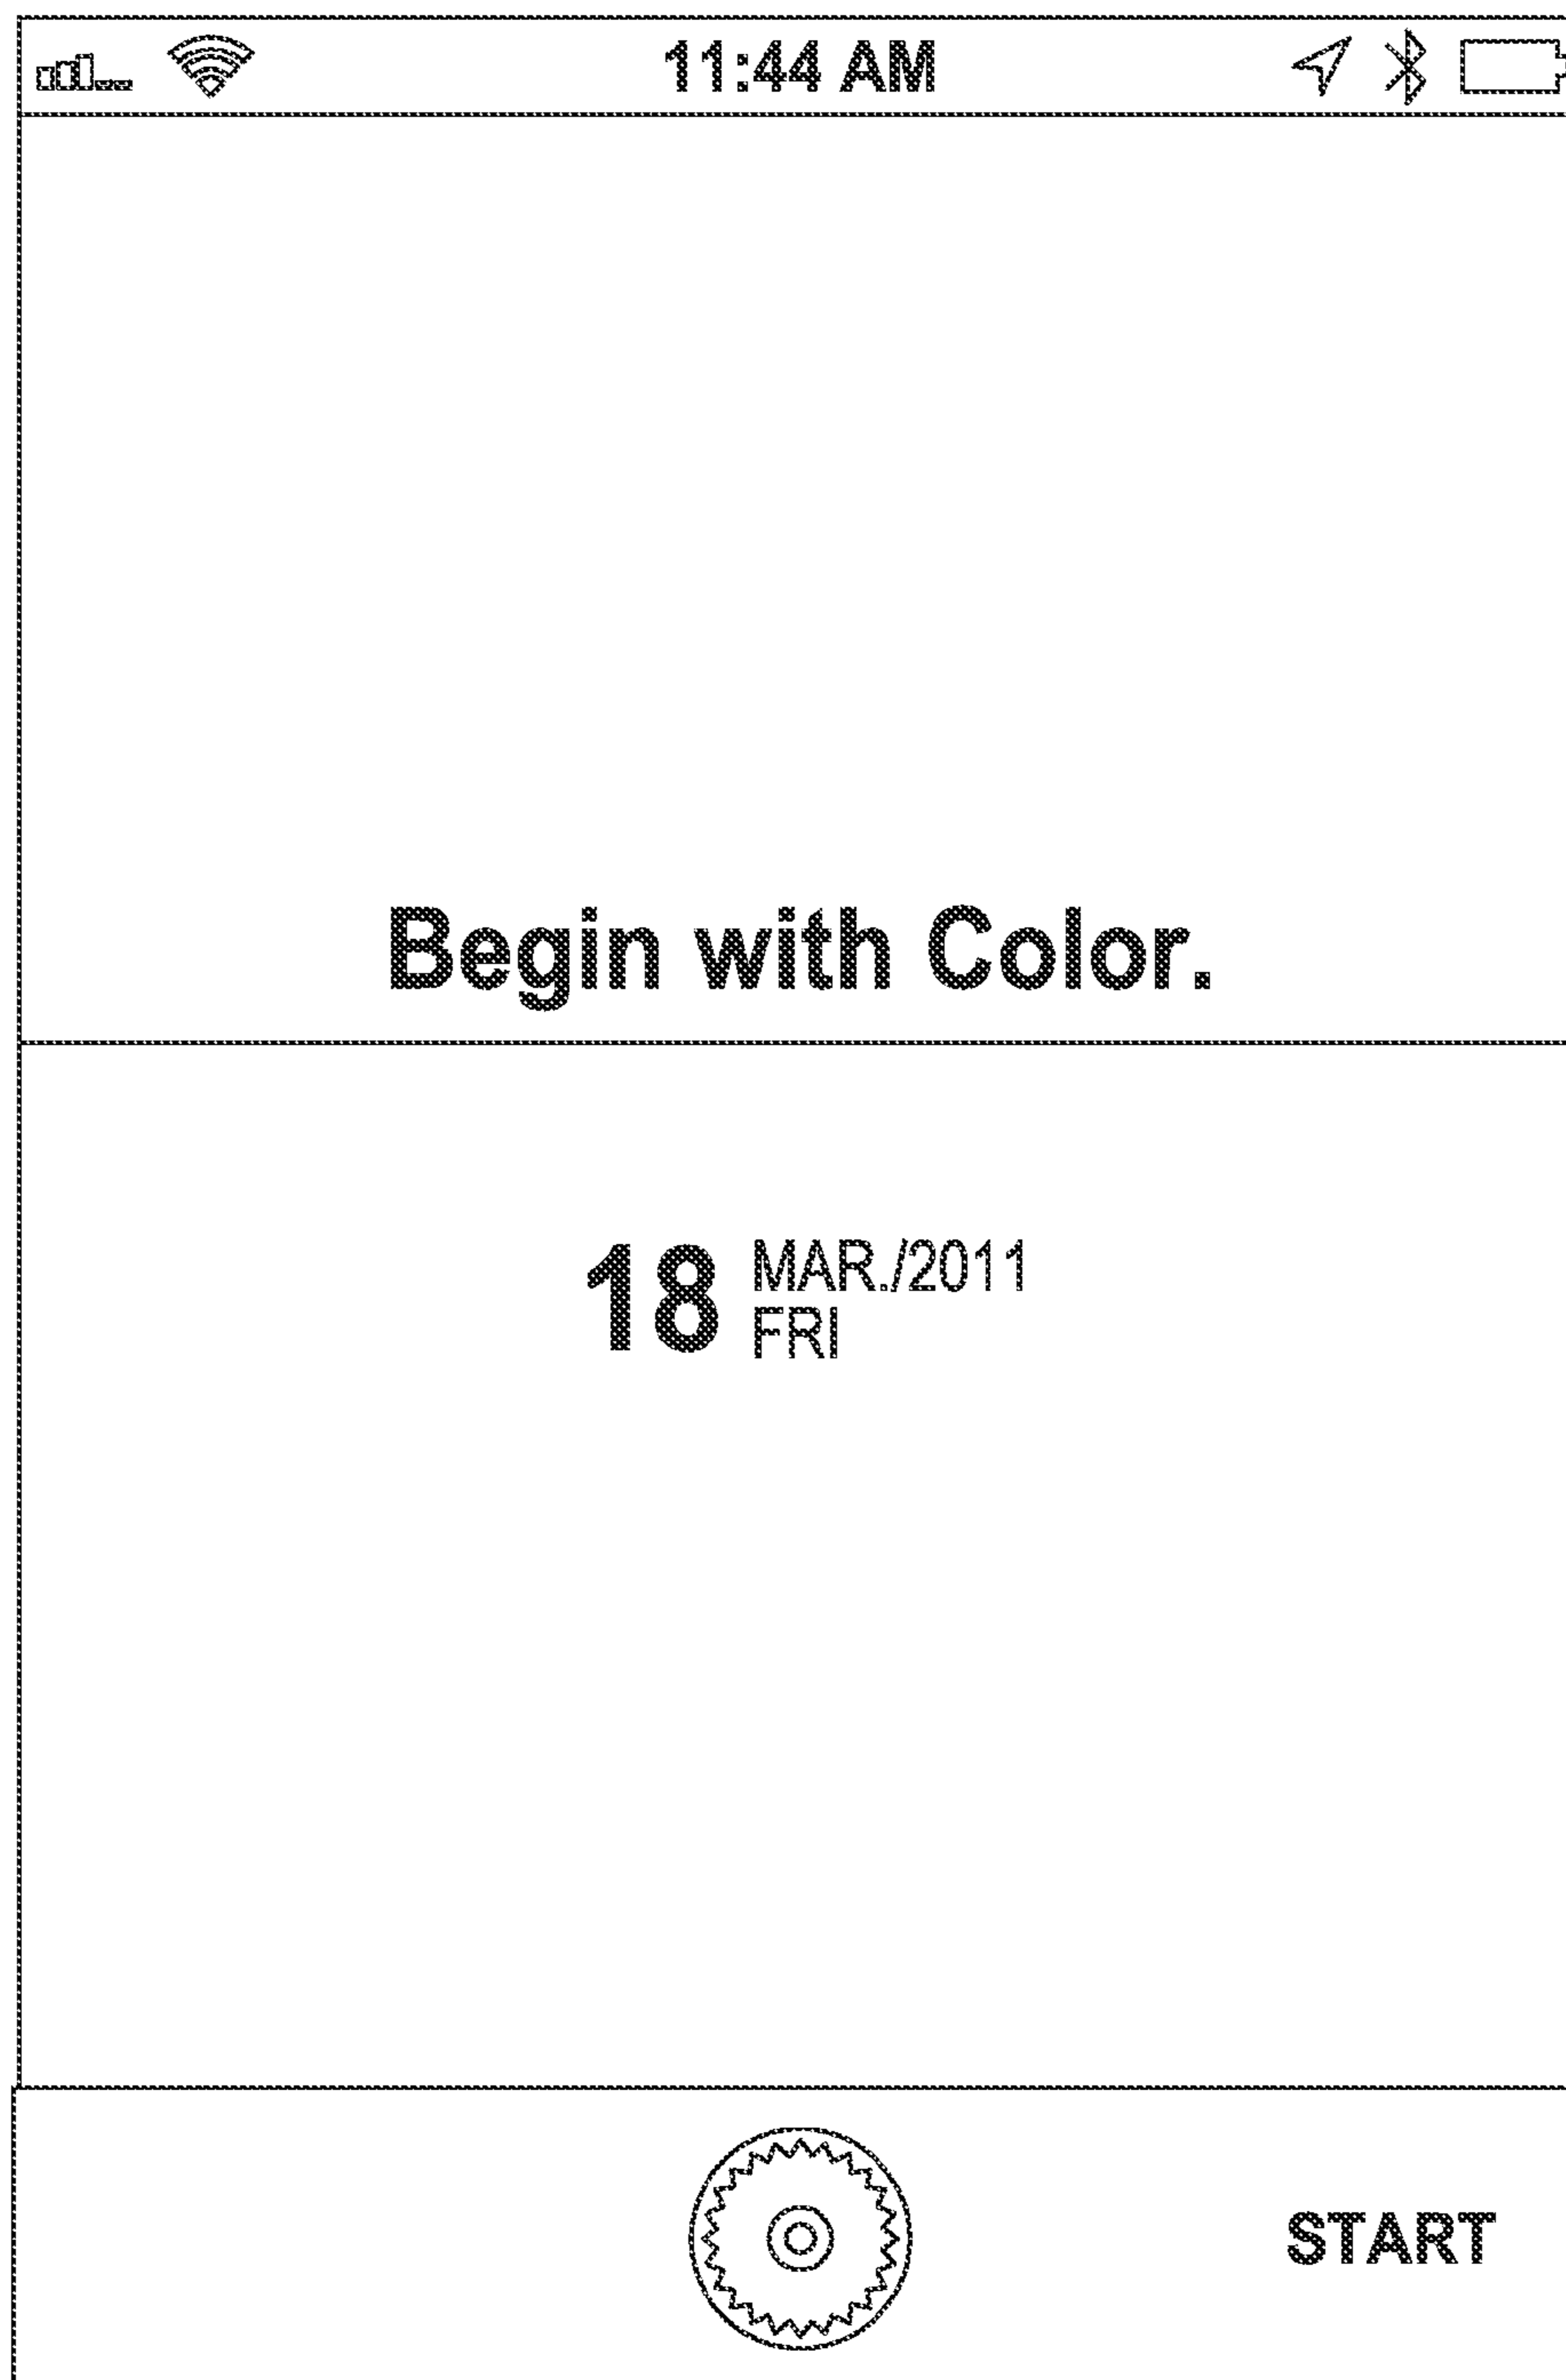 11:44 AM
Begin with Color.
18 MAR./2011
FRI
START